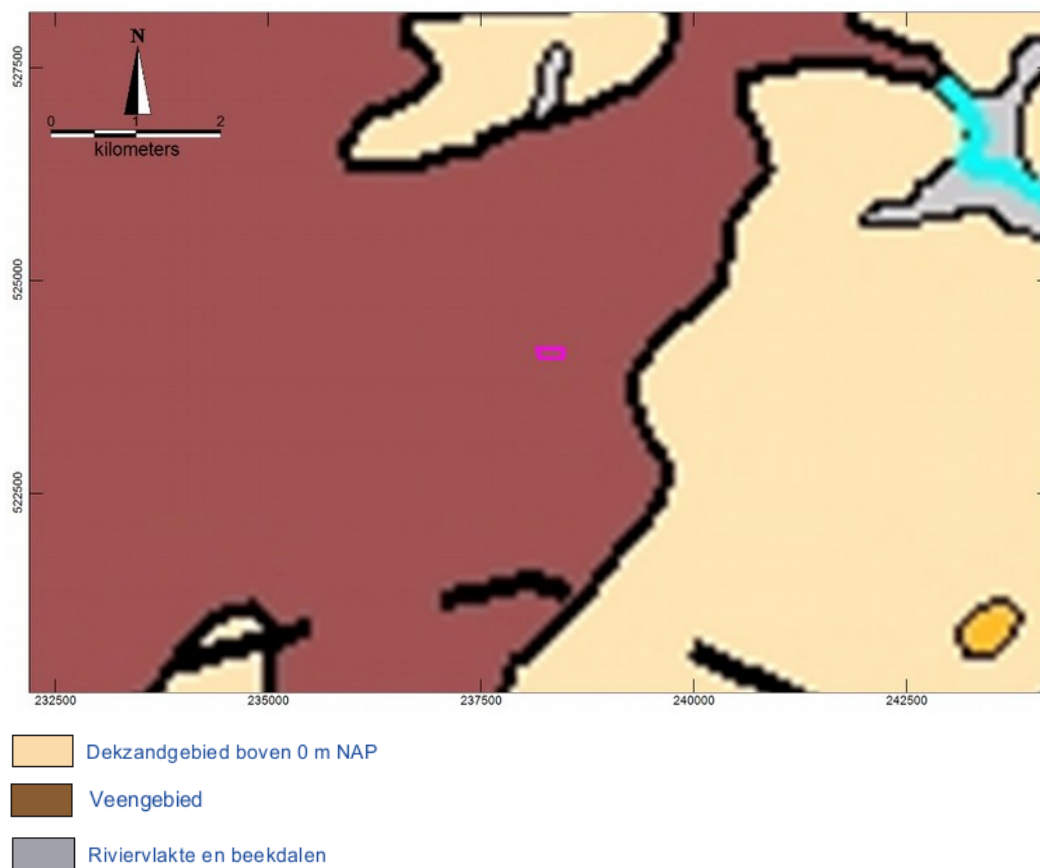 N
0 1 2
kilometers
527500
525000
522500
232500 235000 237500 240000 242500
Dekzandgebied boven 0 m NAP
Veengebied
Riviervlakte en beekdalen